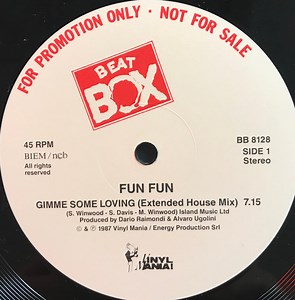 FOR PROMOTION ONLY · NOT FOR SALE
BEAT
BOX
45 RPM
BIEM/ncb
All rights
reserved
BB 8128
SIDE 1
Stereo
FUN FUN
GIMME SOME LOVING (Extended House Mix) 7.15
(S. Winwood - S. Davis - M. Winwood) Island Music Ltd
Produced by Dario Raimondi & Alvaro Ugolini
© & ℗ 1987 Vinyl Mania / Energy Production Srl
VINYL
MANIA!